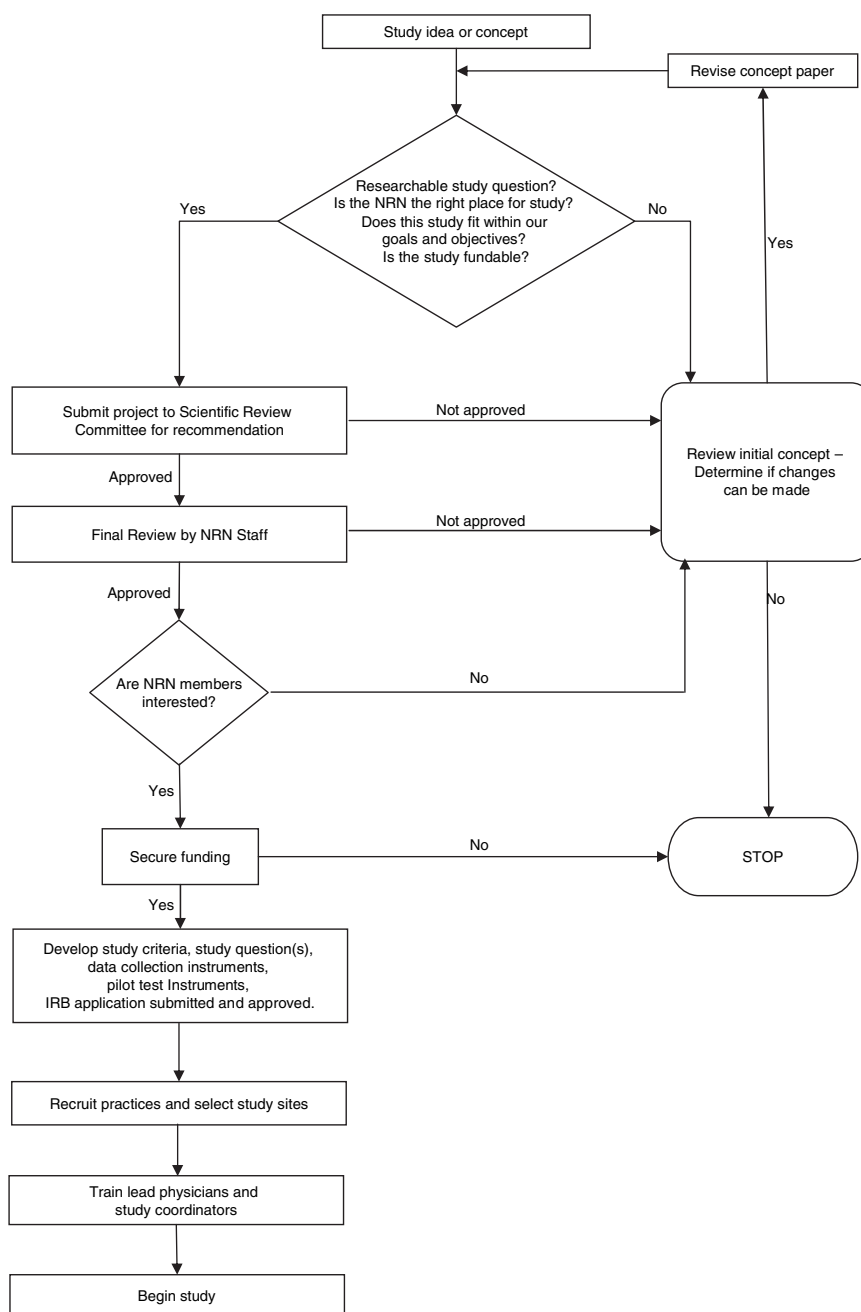 Study idea or concept
Revise concept paper
Researchable study question?
Is the NRN the right place for study?
Does this study fit within our
goals and objectives?
Is the study fundable?
Yes
No
Yes
Submit project to Scientific Review
Committee for recommendation
Not approved
Review initial concept –
Determine if changes
can be made
Approved
Final Review by NRN Staff
Not approved
Approved
No
Are NRN members
interested?
No
Yes
Secure funding
No
STOP
Yes
Develop study criteria, study question(s),
data collection instruments,
pilot test Instruments,
IRB application submitted and approved.
Recruit practices and select study sites
Train lead physicians and
study coordinators
Begin study